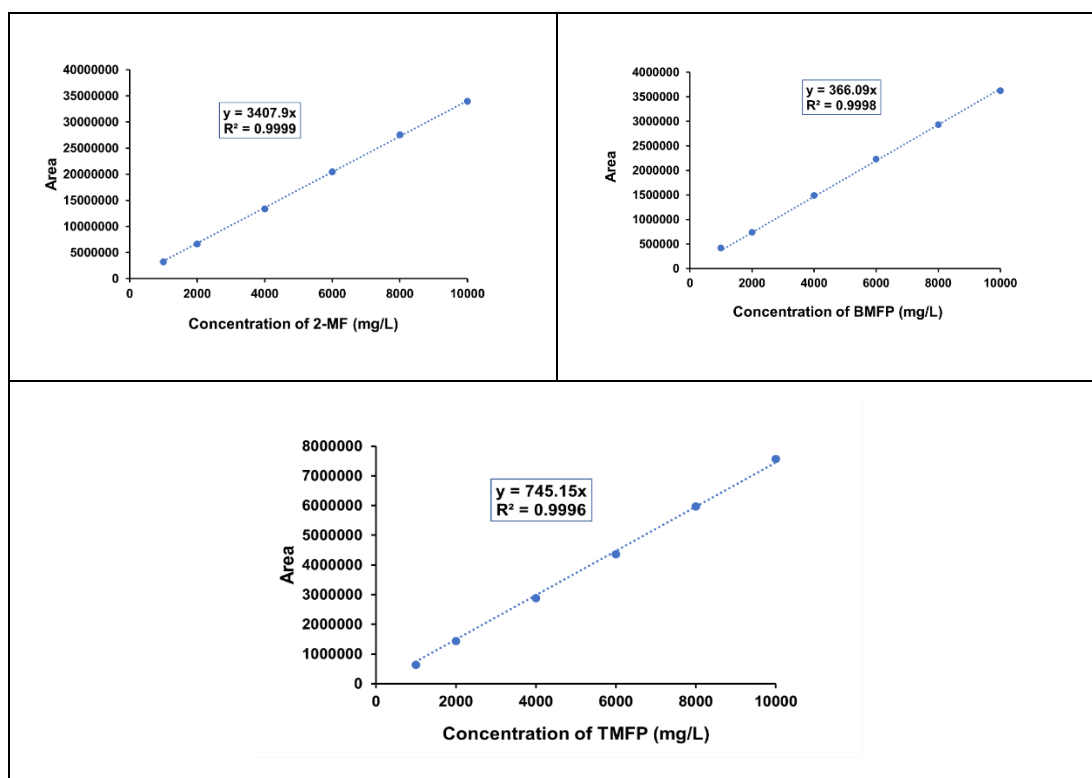 40000000
35000000
30000000
25000000
20000000
15000000
10000000
5000000
0
Area
y = 3407.9x
R² = 0.9999
0 2000 4000 6000 8000 10000
Concentration of 2-MF (mg/L)
4000000
3500000
3000000
2500000
2000000
1500000
1000000
500000
0
Area
y = 366.09x
R² = 0.9998
0 2000 4000 6000 8000 10000
Concentration of BMFP (mg/L)
8000000
7000000
6000000
5000000
4000000
3000000
2000000
1000000
0
Area
y = 745.15x
R² = 0.9996
0 2000 4000 6000 8000 10000
Concentration of TMFP (mg/L)